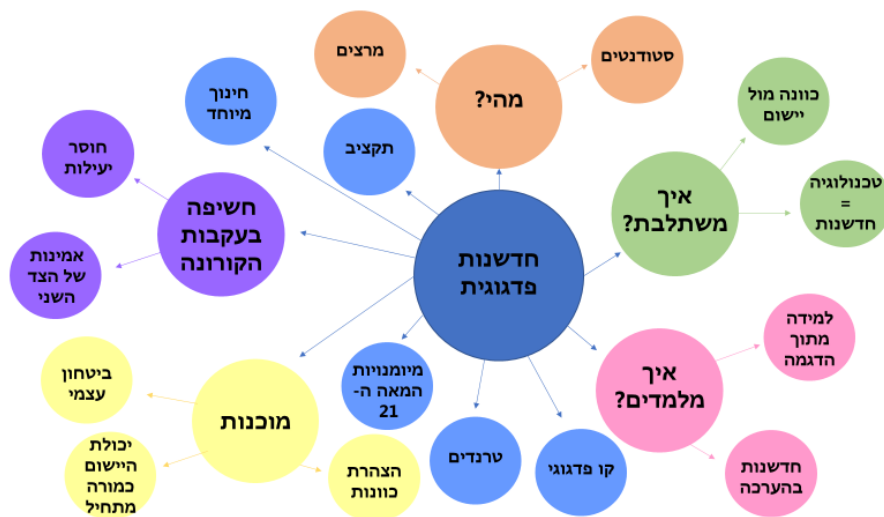 סטודנטים
מהי?
מרצים
כוונה מול
יישום
טכנולוגיה
=
חדשנות
איך
משתלבת?
חינוך
מיוחד
תקציב
חוסר
יעילות
חשיפה
בעקבות
הקורונה
אמינות
של הצד
השני
חדשנות
פדגוגית
למידה
מתוך
הדגמה
איך
מלמדים?
חדשנות
בהערכה
מיומנויות
המאה ה-
21
טרנדים
קו פדגוגי
מוכנות
ביטחון
עצמי
יכולת
היישום
כמורה
מתחיל
הצהרת
כוונות